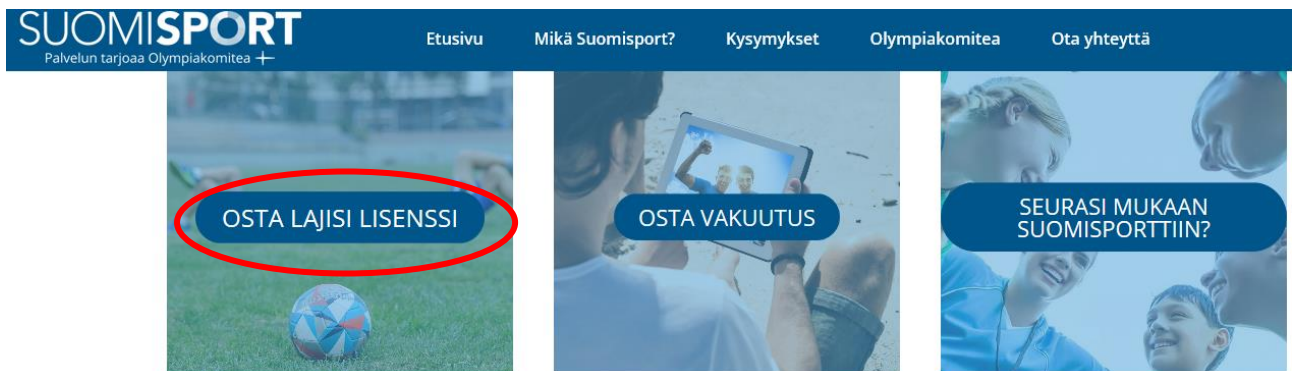 SUOMISPORT
Palvelun tarjoaa Olympiakomitea
Etusivu Mikä Suomisport? Kysymykset Olympiakomitea Ota yhteyttä
OSTA LAJISI LISENSSI
OSTA VAKUUTUS
SEURASI MUKAAN
SUOMISPORTTIIN?